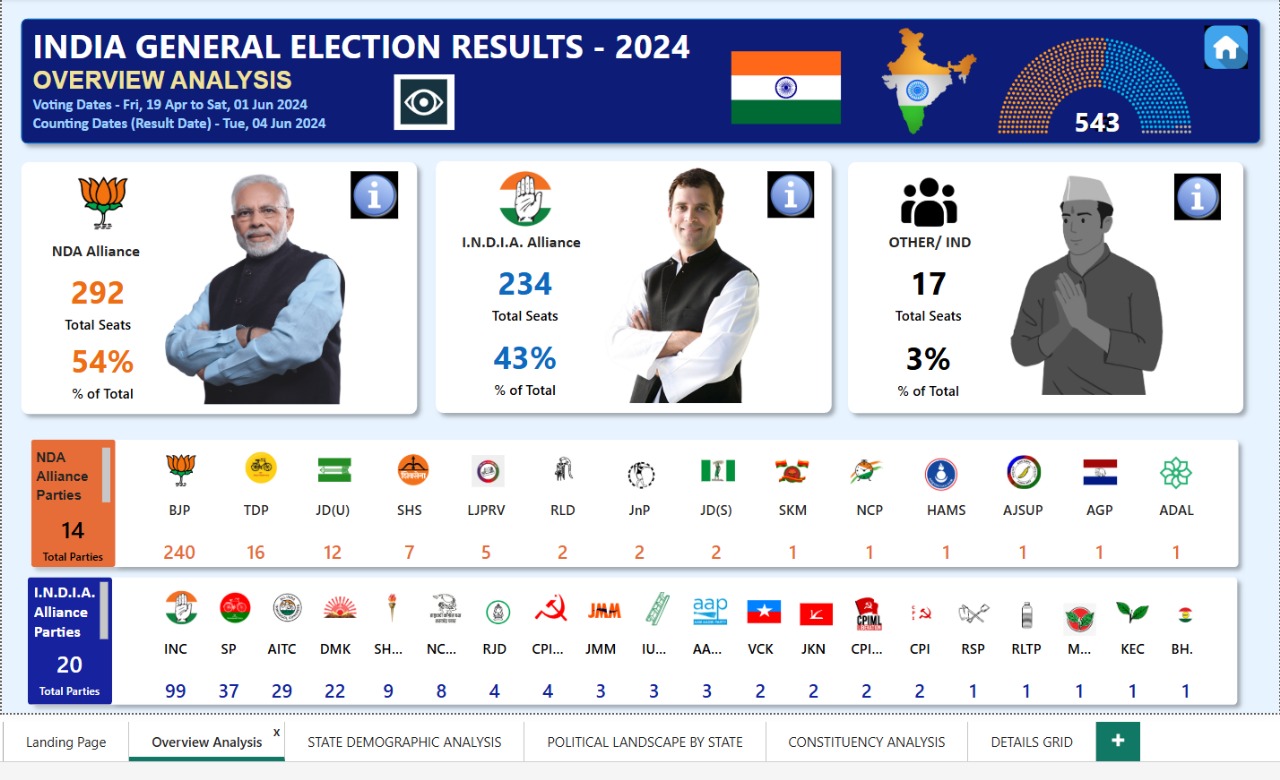 INDIA GENERAL ELECTION RESULTS - 2024
OVERVIEW ANALYSIS
Voting Dates - Fri, 19 Apr to Sat, 01 Jun 2024
Counting Dates (Result Date) - Tue, 04 Jun 2024
543
NDA Alliance
292
Total Seats
54%
% of Total
i
I.N.D.I.A. Alliance
234
Total Seats
43%
% of Total
i
OTHER/ IND
17
Total Seats
3%
% of Total
i
NDA
Alliance
Parties
14
Total Parties
BJP TDP JD(U) SHS LJPRV RLD JnP JD(S) SKM NCP HAMS AJSUP AGP ADAL
240 16 12 7 5 2 2 2 1 1 1 1 1 1
I.N.D.I.A.
Alliance
Parties
20
Total Parties
JMM aap CPIML
INC SP AITC DMK SH... NC... RJD CPI... JMM IU... AA... VCK JKN CPI... CPI RSP RLTP M... KEC BH.
99 37 29 22 9 8 4 4 3 3 3 2 2 2 2 1 1 1 1 1
Landing Page Overview Analysis x STATE DEMOGRAPHIC ANALYSIS POLITICAL LANDSCAPE BY STATE CONSTITUENCY ANALYSIS DETAILS GRID +